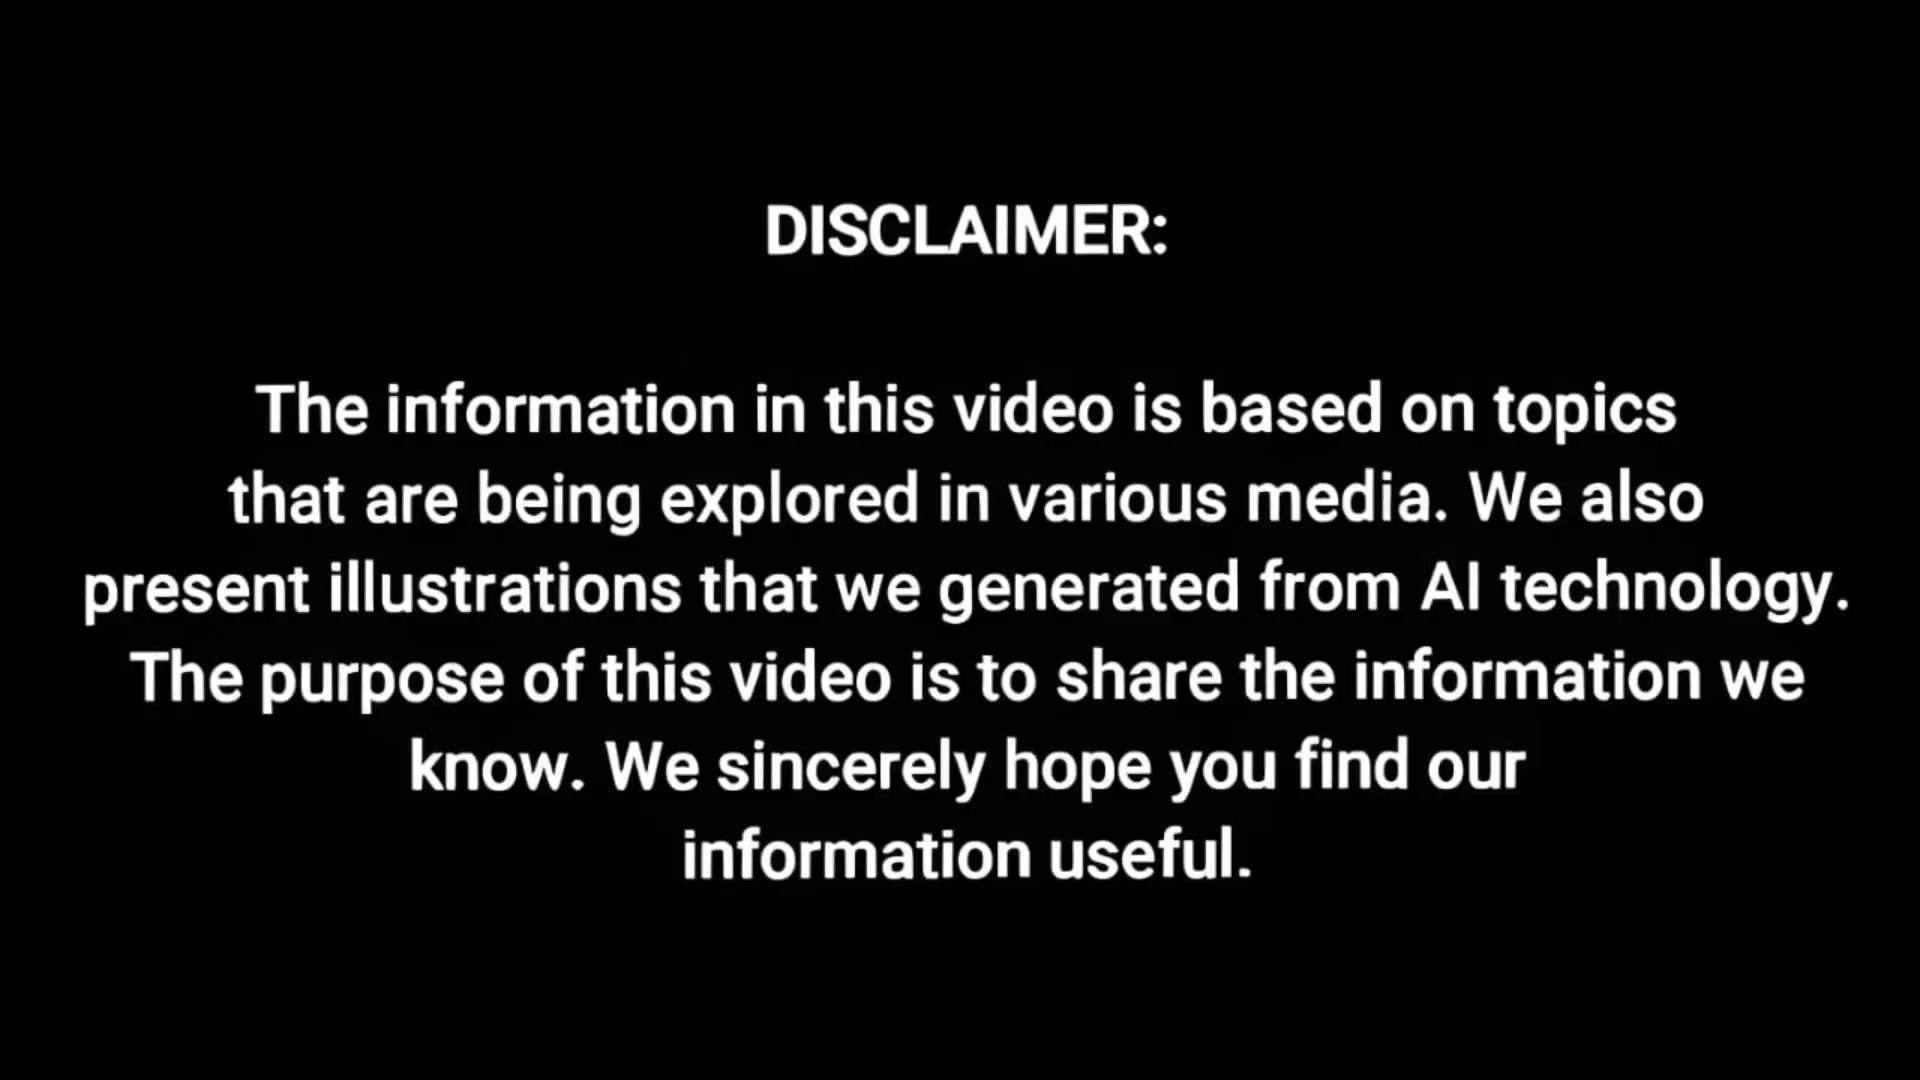 DISCLAIMER:
The information in this video is based on topics
that are being explored in various media. We also
present illustrations that we generated from AI technology.
The purpose of this video is to share the information we
know. We sincerely hope you find our
information useful.